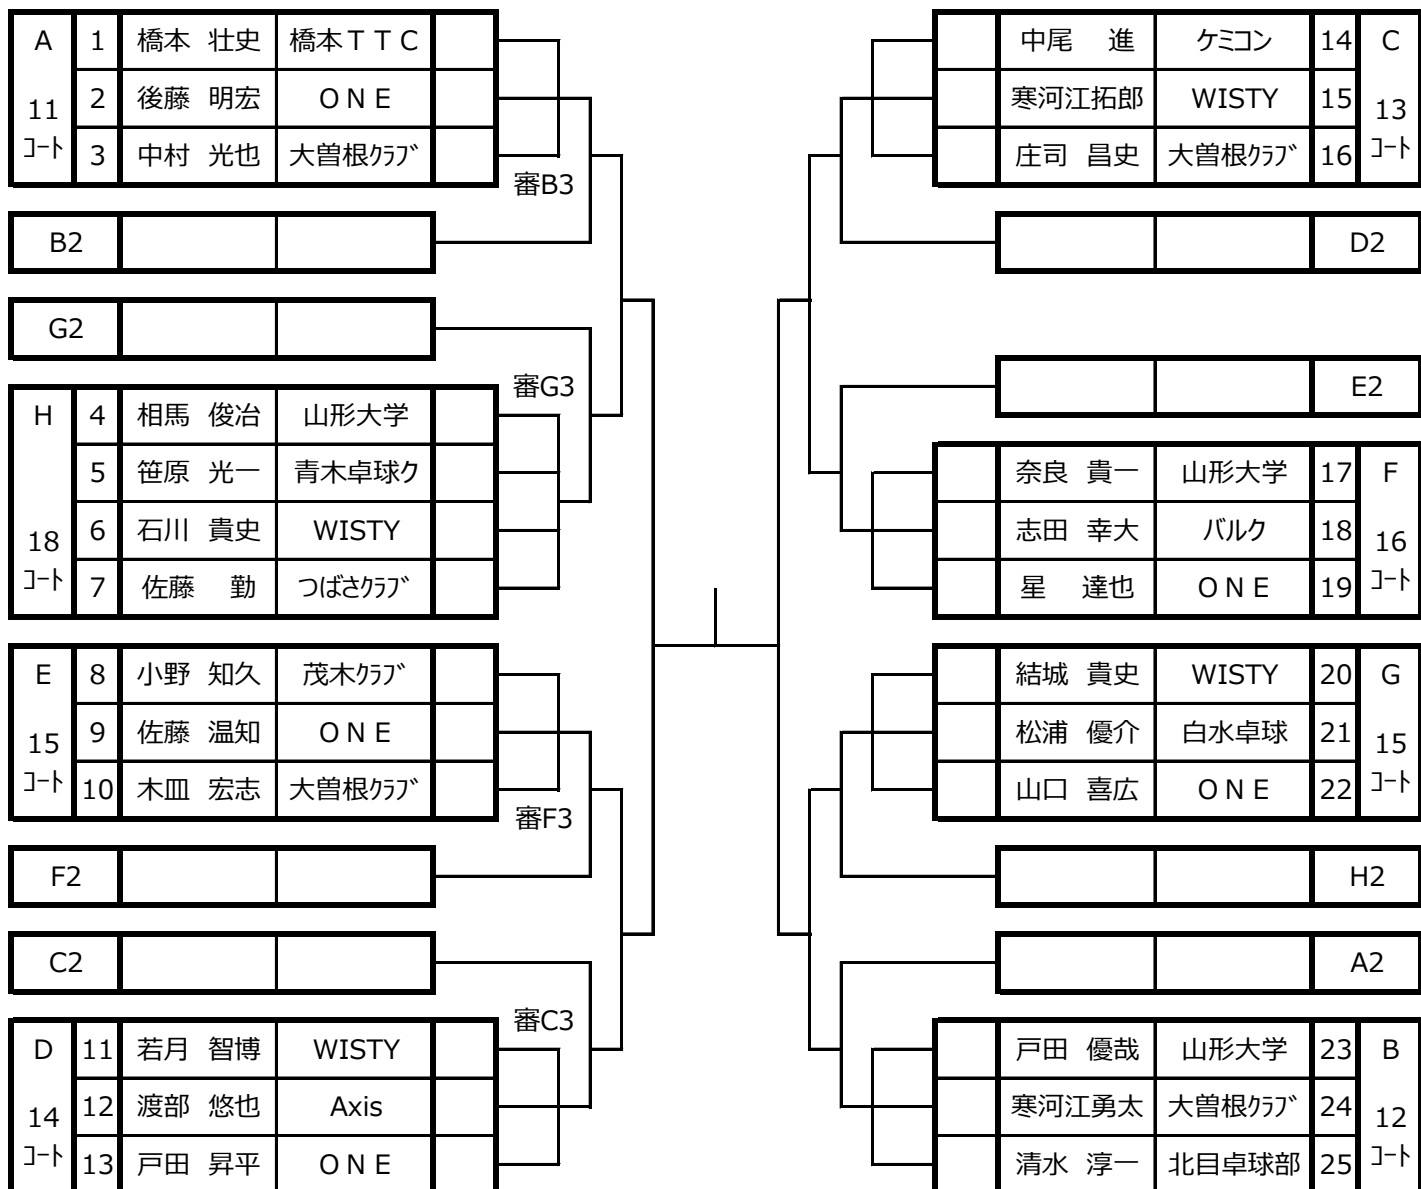 A 1 橋本 壮史 橋本ＴＴＣ
11 2 後藤 明宏 ＯＮＥ
ｺｰﾄ 3 中村 光也 大曽根ｸﾗﾌﾞ
審B3
B2
G2
審G3
H 4 相馬 俊冶 山形大学
5 笹原 光一 青木卓球ク
18 6 石川 貴史 WISTY
ｺｰﾄ 7 佐藤 勤 つばさｸﾗﾌﾞ
E 8 小野 知久 茂木ｸﾗﾌﾞ
15 9 佐藤 温知 ＯＮＥ
ｺｰﾄ 10 木皿 宏志 大曽根ｸﾗﾌﾞ
審F3
F2
C2
審C3
D 11 若月 智博 WISTY
14 12 渡部 悠也 Axis
ｺｰﾄ 13 戸田 昇平 ＯＮＥ
中尾 進 ケミコン 14 C
寒河江拓郎 WISTY 15 13
庄司 昌史 大曽根ｸﾗﾌﾞ 16 ｺｰﾄ
D2
E2
奈良 貴一 山形大学 17 F
志田 幸大 バルク 18 16
星 達也 ＯＮＥ 19 ｺｰﾄ
結城 貴史 WISTY 20 G
松浦 優介 白水卓球 21 15
山口 喜広 ＯＮＥ 22 ｺｰﾄ
H2
A2
戸田 優哉 山形大学 23 B
寒河江勇太 大曽根ｸﾗﾌﾞ 24 12
清水 淳一 北目卓球部 25 ｺｰﾄ